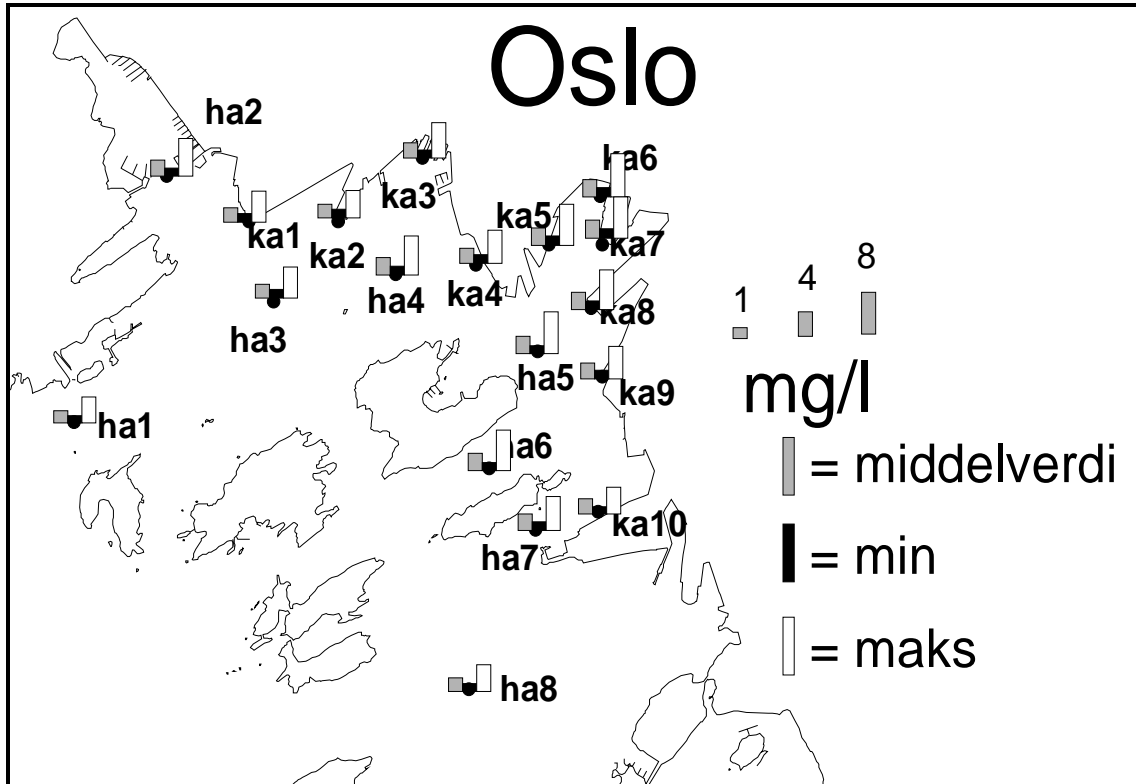 Oslo
ha2
ka6
ka3
ka5
ka1
ka2
ka7
ha4
ka4
8
4
1
ka8
ha3
ha5
ka9
mg/l
ha1
ha6
= middelverdi
ka10
ha7
= min
= maks
ha8